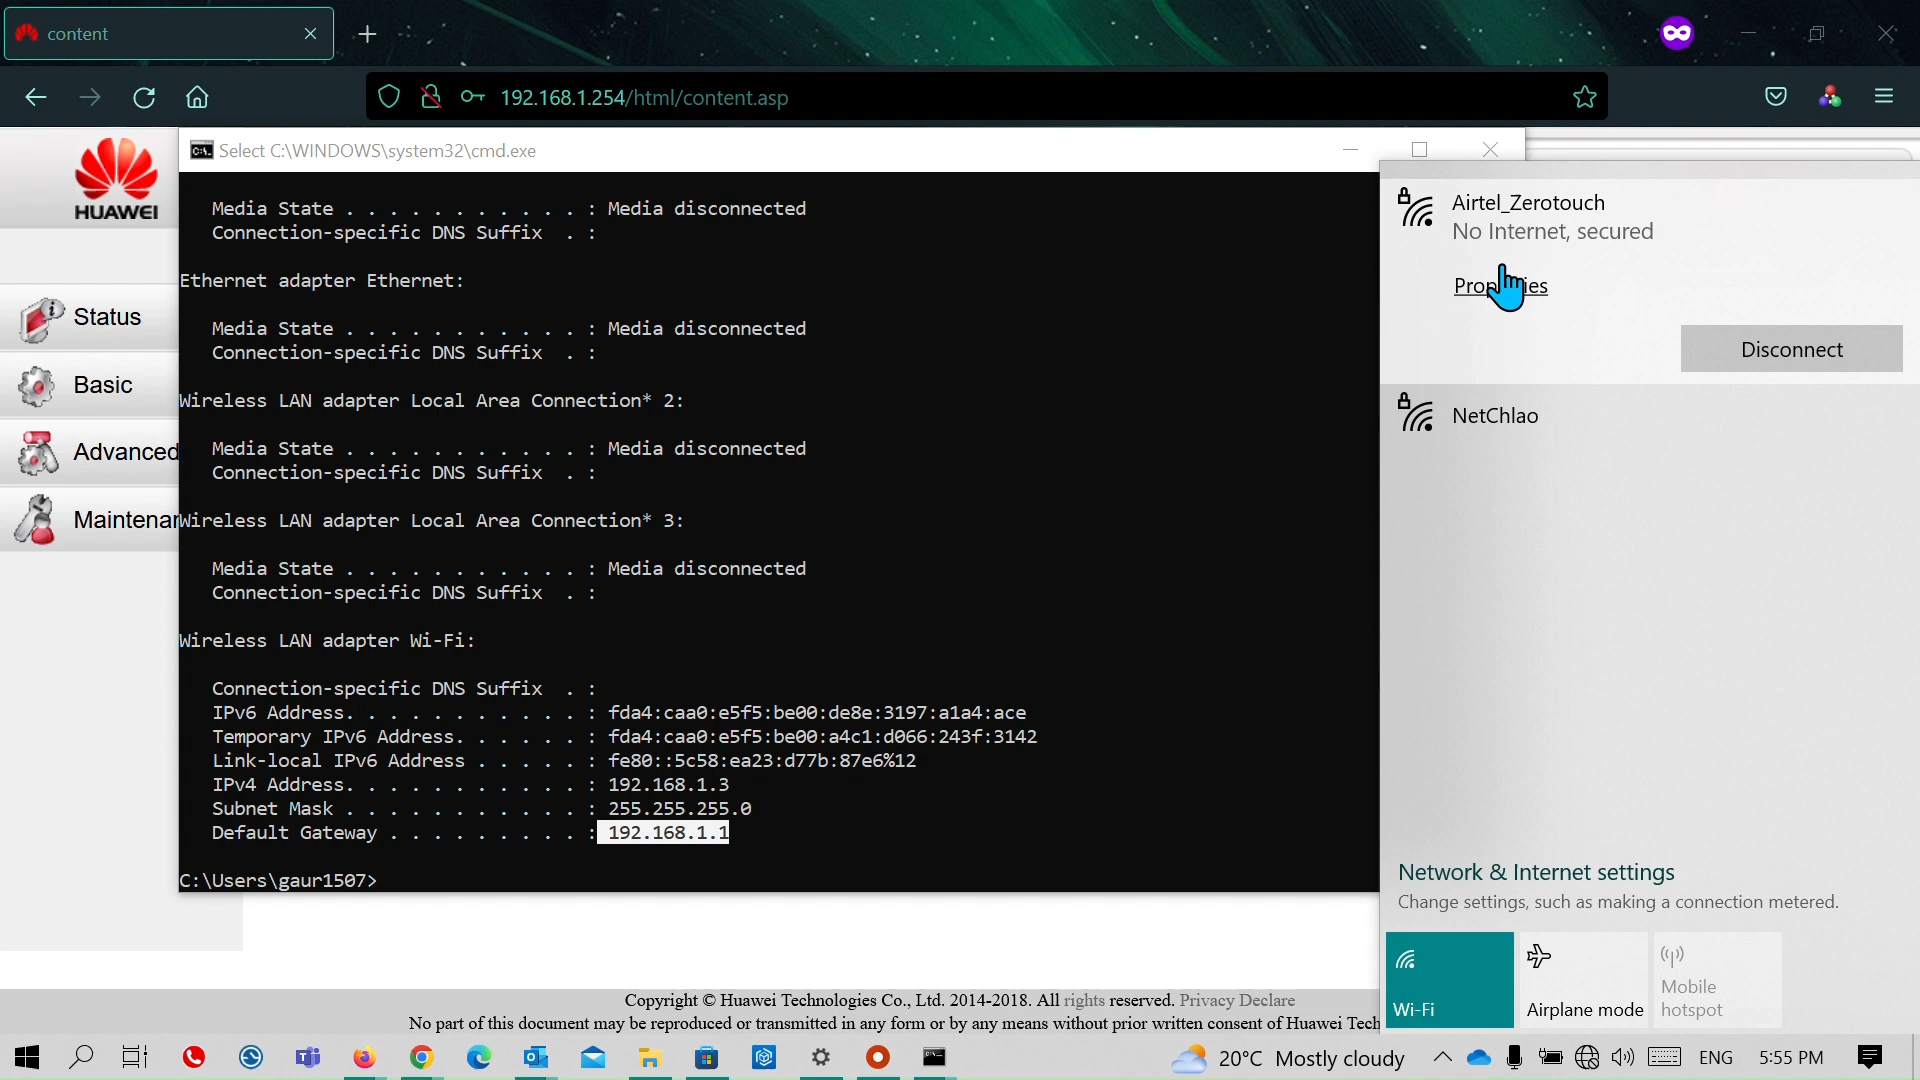 content
192.168.1.254/html/content.asp
HUAWEI
Status
Basic
Advanced
Maintenan
Select C:\WINDOWS\system32\cmd.exe
Media State . . . . . . . . . . . : Media disconnected
Connection-specific DNS Suffix  . :
Ethernet adapter Ethernet:
Media State . . . . . . . . . . . : Media disconnected
Connection-specific DNS Suffix  . :
Wireless LAN adapter Local Area Connection* 2:
Media State . . . . . . . . . . . : Media disconnected
Connection-specific DNS Suffix  . :
Wireless LAN adapter Local Area Connection* 3:
Media State . . . . . . . . . . . : Media disconnected
Connection-specific DNS Suffix  . :
Wireless LAN adapter Wi-Fi:
Connection-specific DNS Suffix  . :
IPv6 Address. . . . . . . . . . . : fda4:caa0:e5f5:be00:de8e:3197:a1a4:ace
Temporary IPv6 Address. . . . . . : fda4:caa0:e5f5:be00:a4c1:d066:243f:3142
Link-local IPv6 Address . . . . . : fe80::5c58:ea23:d77b:87e6%12
IPv4 Address. . . . . . . . . . . : 192.168.1.3
Subnet Mask . . . . . . . . . . . : 255.255.255.0
Default Gateway . . . . . . . . . : 192.168.1.1
C:\Users\gaur1507>
Airtel_Zerotouch
No Internet, secured
Disconnect
NetChlao
Network & Internet settings
Change settings, such as making a connection metered.
Wi-Fi
Airplane mode
Mobile
hotspot
Copyright © Huawei Technologies Co., Ltd. 2014-2018. All rights reserved. Privacy Declare
No part of this document may be reproduced or transmitted in any form or by any means without prior written consent of Huawei Tech
20°C Mostly cloudy
ENG
5:55 PM